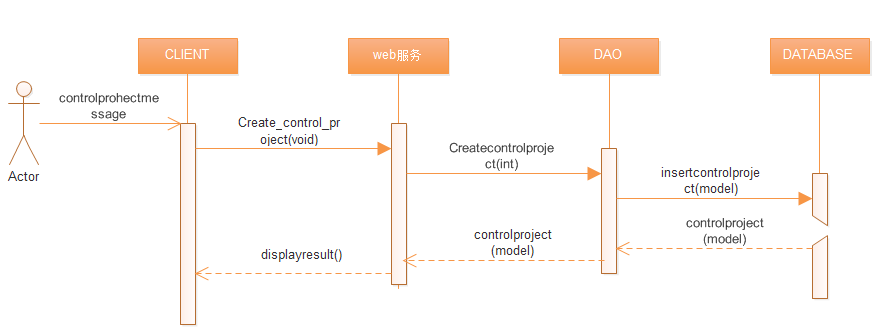 CLIENT
web服务
DAO
DATABASE
controlprohectme
ssage
Actor
Create_control_pr
oject(void)
Createcontrolproje
ct(int)
insertcontrolproje
ct(model)
controlproject
(model)
controlproject
(model)
displayresult()